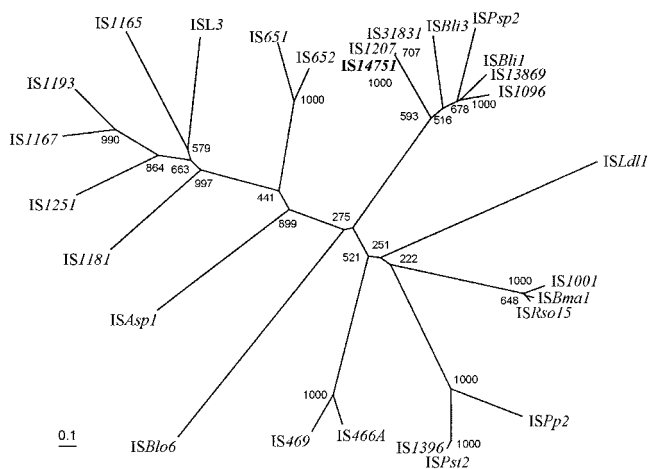 IS1165
ISL3
IS651
IS652
IS31831
IS1207 707
IS14751
1000
ISBli3
ISPsp2
ISBli1
IS13869
IS1096
678 1000
593
516
IS1193
1000
IS1167
990
579
864
663
997
IS1251
441
ISLdl1
IS1181
899
275
521
251
222
1000
IS1001
ISBma1
648
ISRso15
ISAsp1
1000
1000
ISPp2
0.1
ISBlo6
IS469
IS466A
IS1396
1000
ISPst2